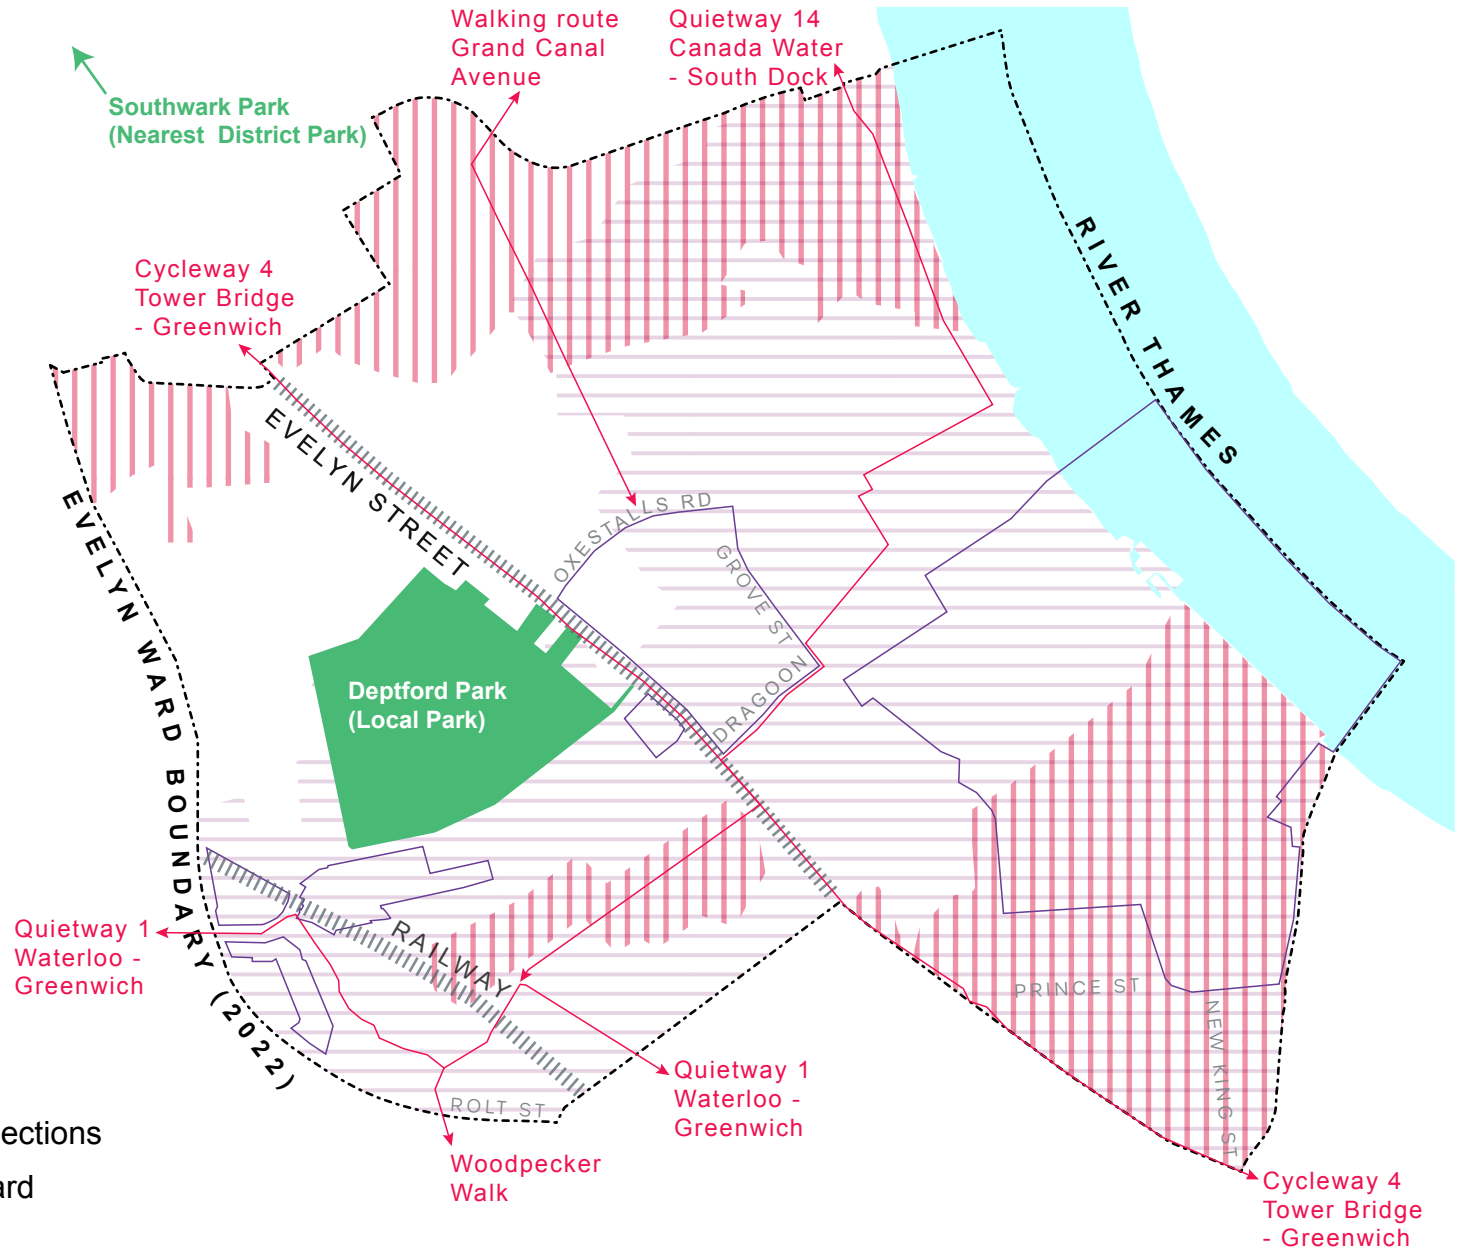 Walking route
Grand Canal
Avenue
Quietway 14
Canada Water
- South Dock
Southwark Park
(Nearest District Park)
Cycleway 4
Tower Bridge
- Greenwich
RIVER THAMES
EVELYN STREET
OXESTALLS RD
GROVE ST
DRAGOON
EVELYN WARD BOUNDARY (2022)
Deptford Park
(Local Park)
Quietway 1
Waterloo -
Greenwich
RAILWAY
PRINCE ST
NEW KING ST
Quietway 1
Waterloo -
Greenwich
ROLT ST
ections
ard
Woodpecker
Walk
Cycleway 4
Tower Bridge
- Greenwich